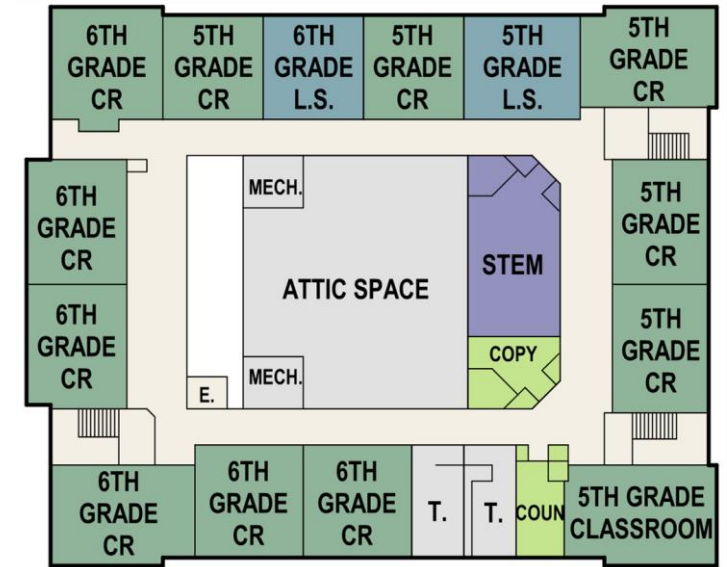 6TH
GRADE
CR
5TH
GRADE
CR
6TH
GRADE
L.S.
5TH
GRADE
CR
5TH
GRADE
L.S.
5TH
GRADE
CR
6TH
GRADE
CR
MECH.
ATTIC SPACE
STEM
5TH
GRADE
CR
6TH
GRADE
CR
MECH.
E.
COPY
5TH
GRADE
CR
6TH
GRADE
CR
6TH
GRADE
CR
6TH
GRADE
CR
T.
T.
COUN
5TH GRADE
CLASSROOM